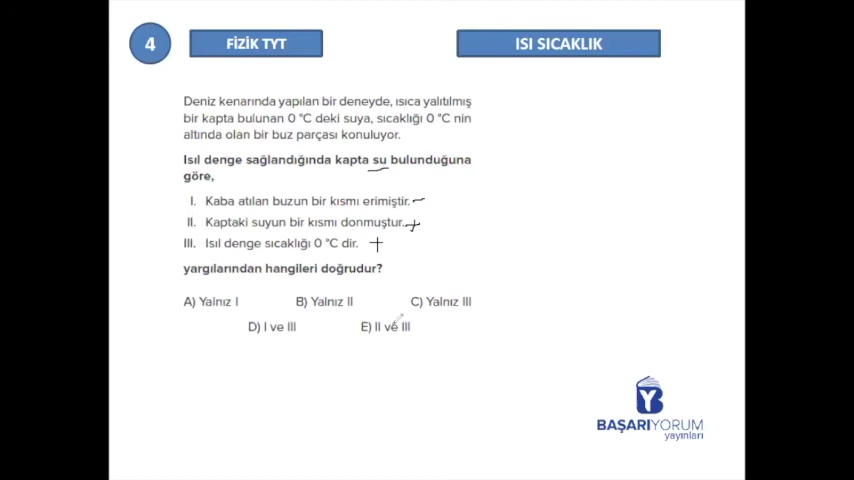 4
FİZİK TYT
ISI SICAKLIK
Deniz kenarında yapılan bir deneyde, ısıca yalıtılmış
bir kapta bulunan 0 °C deki suya, sıcaklığı 0 °C nin
altında olan bir buz parçası konuluyor.
Isıl denge sağlandığında kapta su bulunduğuna
göre,
I. Kaba atılan buzun bir kısmı erimiştir. -
II. Kaptaki suyun bir kısmı donmuştur. +
III. Isıl denge sıcaklığı 0 °C dir. +
yargılarından hangileri doğrudur?
A) Yalnız I B) Yalnız II C) Yalnız III
D) I ve III E) II ve III
BAŞARIYORUM
yayınları